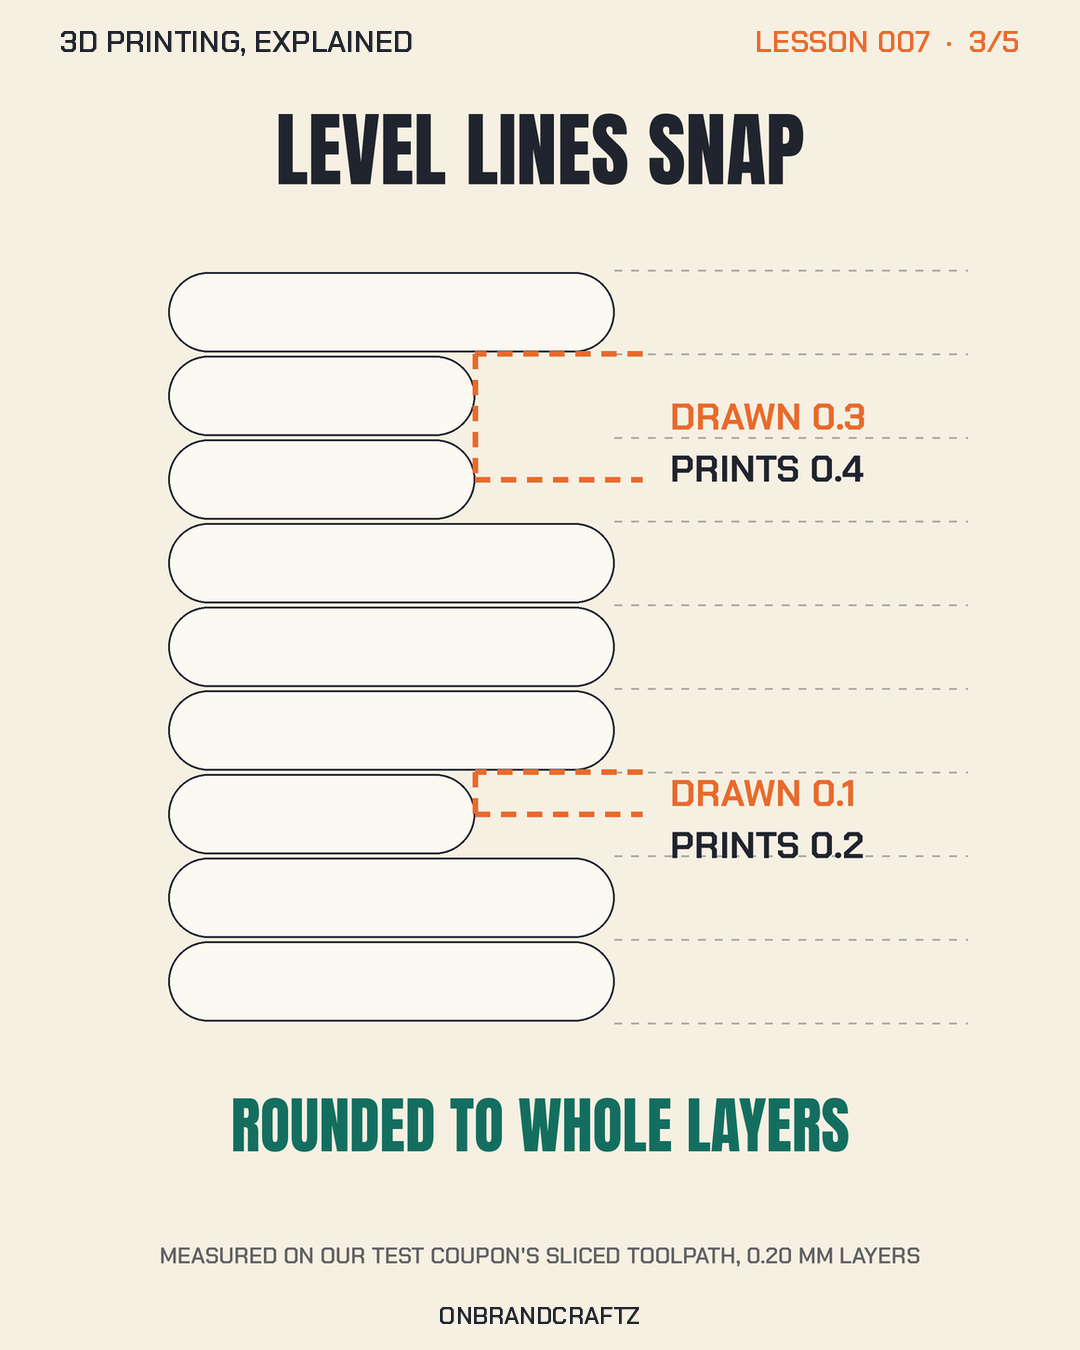 3D PRINTING, EXPLAINED
LESSON 007 · 3/5
LEVEL LINES SNAP
DRAWN 0.3
PRINTS 0.4
DRAWN 0.1
PRINTS 0.2
ROUNDED TO WHOLE LAYERS
MEASURED ON OUR TEST COUPON'S SLICED TOOLPATH, 0.20 MM LAYERS
ONBRANDCRAFTZ